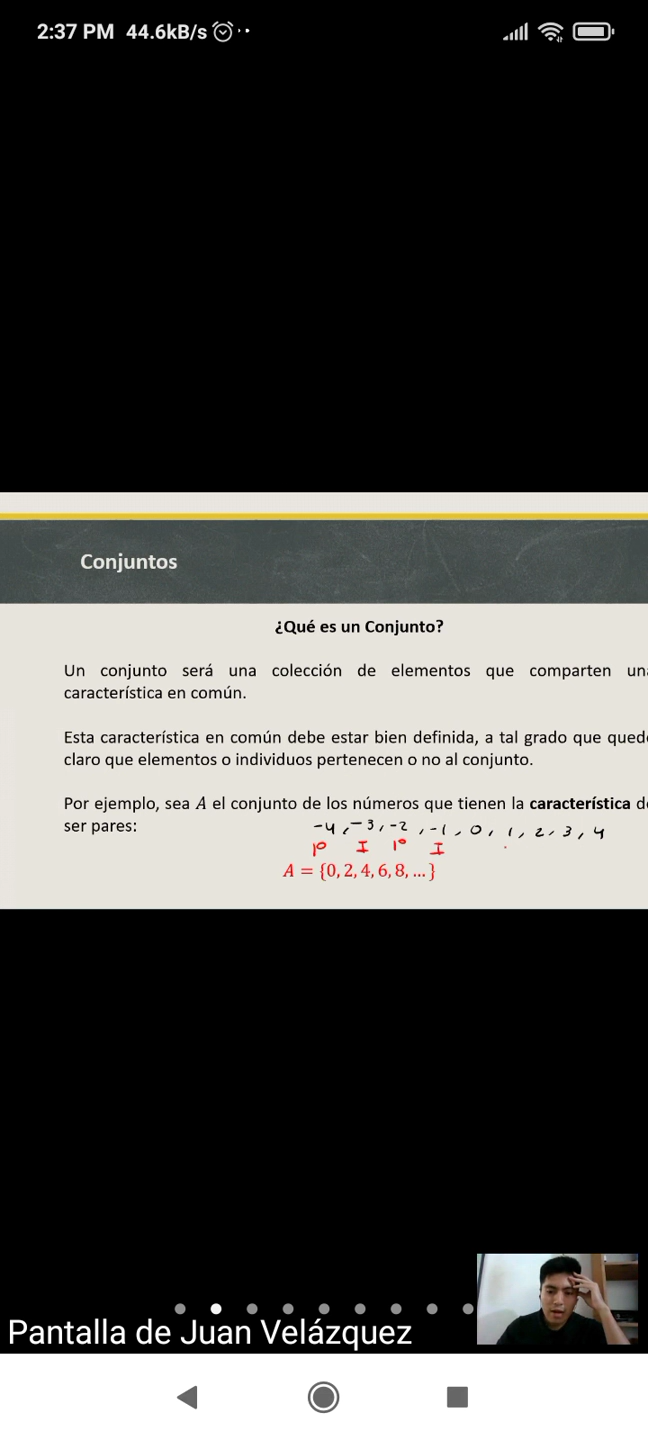 2:37 PM 44.6kB/s
Conjuntos
¿Qué es un Conjunto?
Un conjunto será una colección de elementos que comparten una
característica en común.
Esta característica en común debe estar bien definida, a tal grado que quede
claro que elementos o individuos pertenecen o no al conjunto.
Por ejemplo, sea A el conjunto de los números que tienen la característica d
ser pares:
-4, -3, -2, -1, 0, 1, 2, 3, 4
P I P I
A = {0, 2, 4, 6, 8, ...}
Pantalla de Juan Velázquez